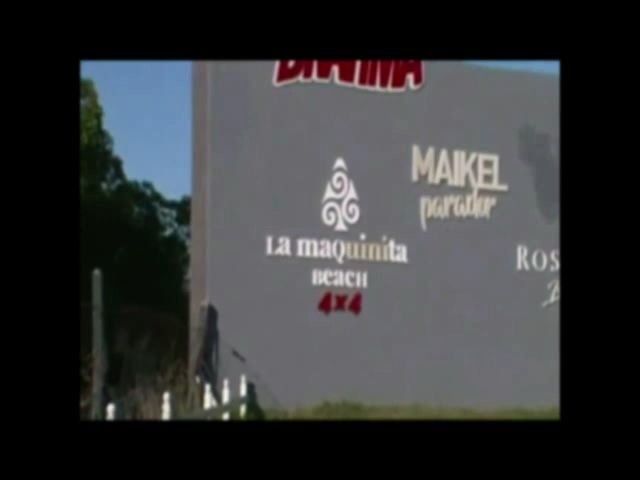 MAIKEL
parador
La maquinita
BEACH
4x4
ROS